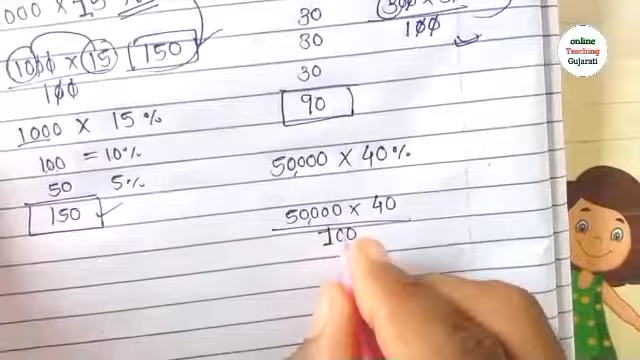 000 X 15
1000 X 15
100
150
1000 X 15%
100 = 10%
50 5%
150
30
30
30
90
100
50,000 X 40%
50,000 X 40
100
online
Teaching
Gujarati